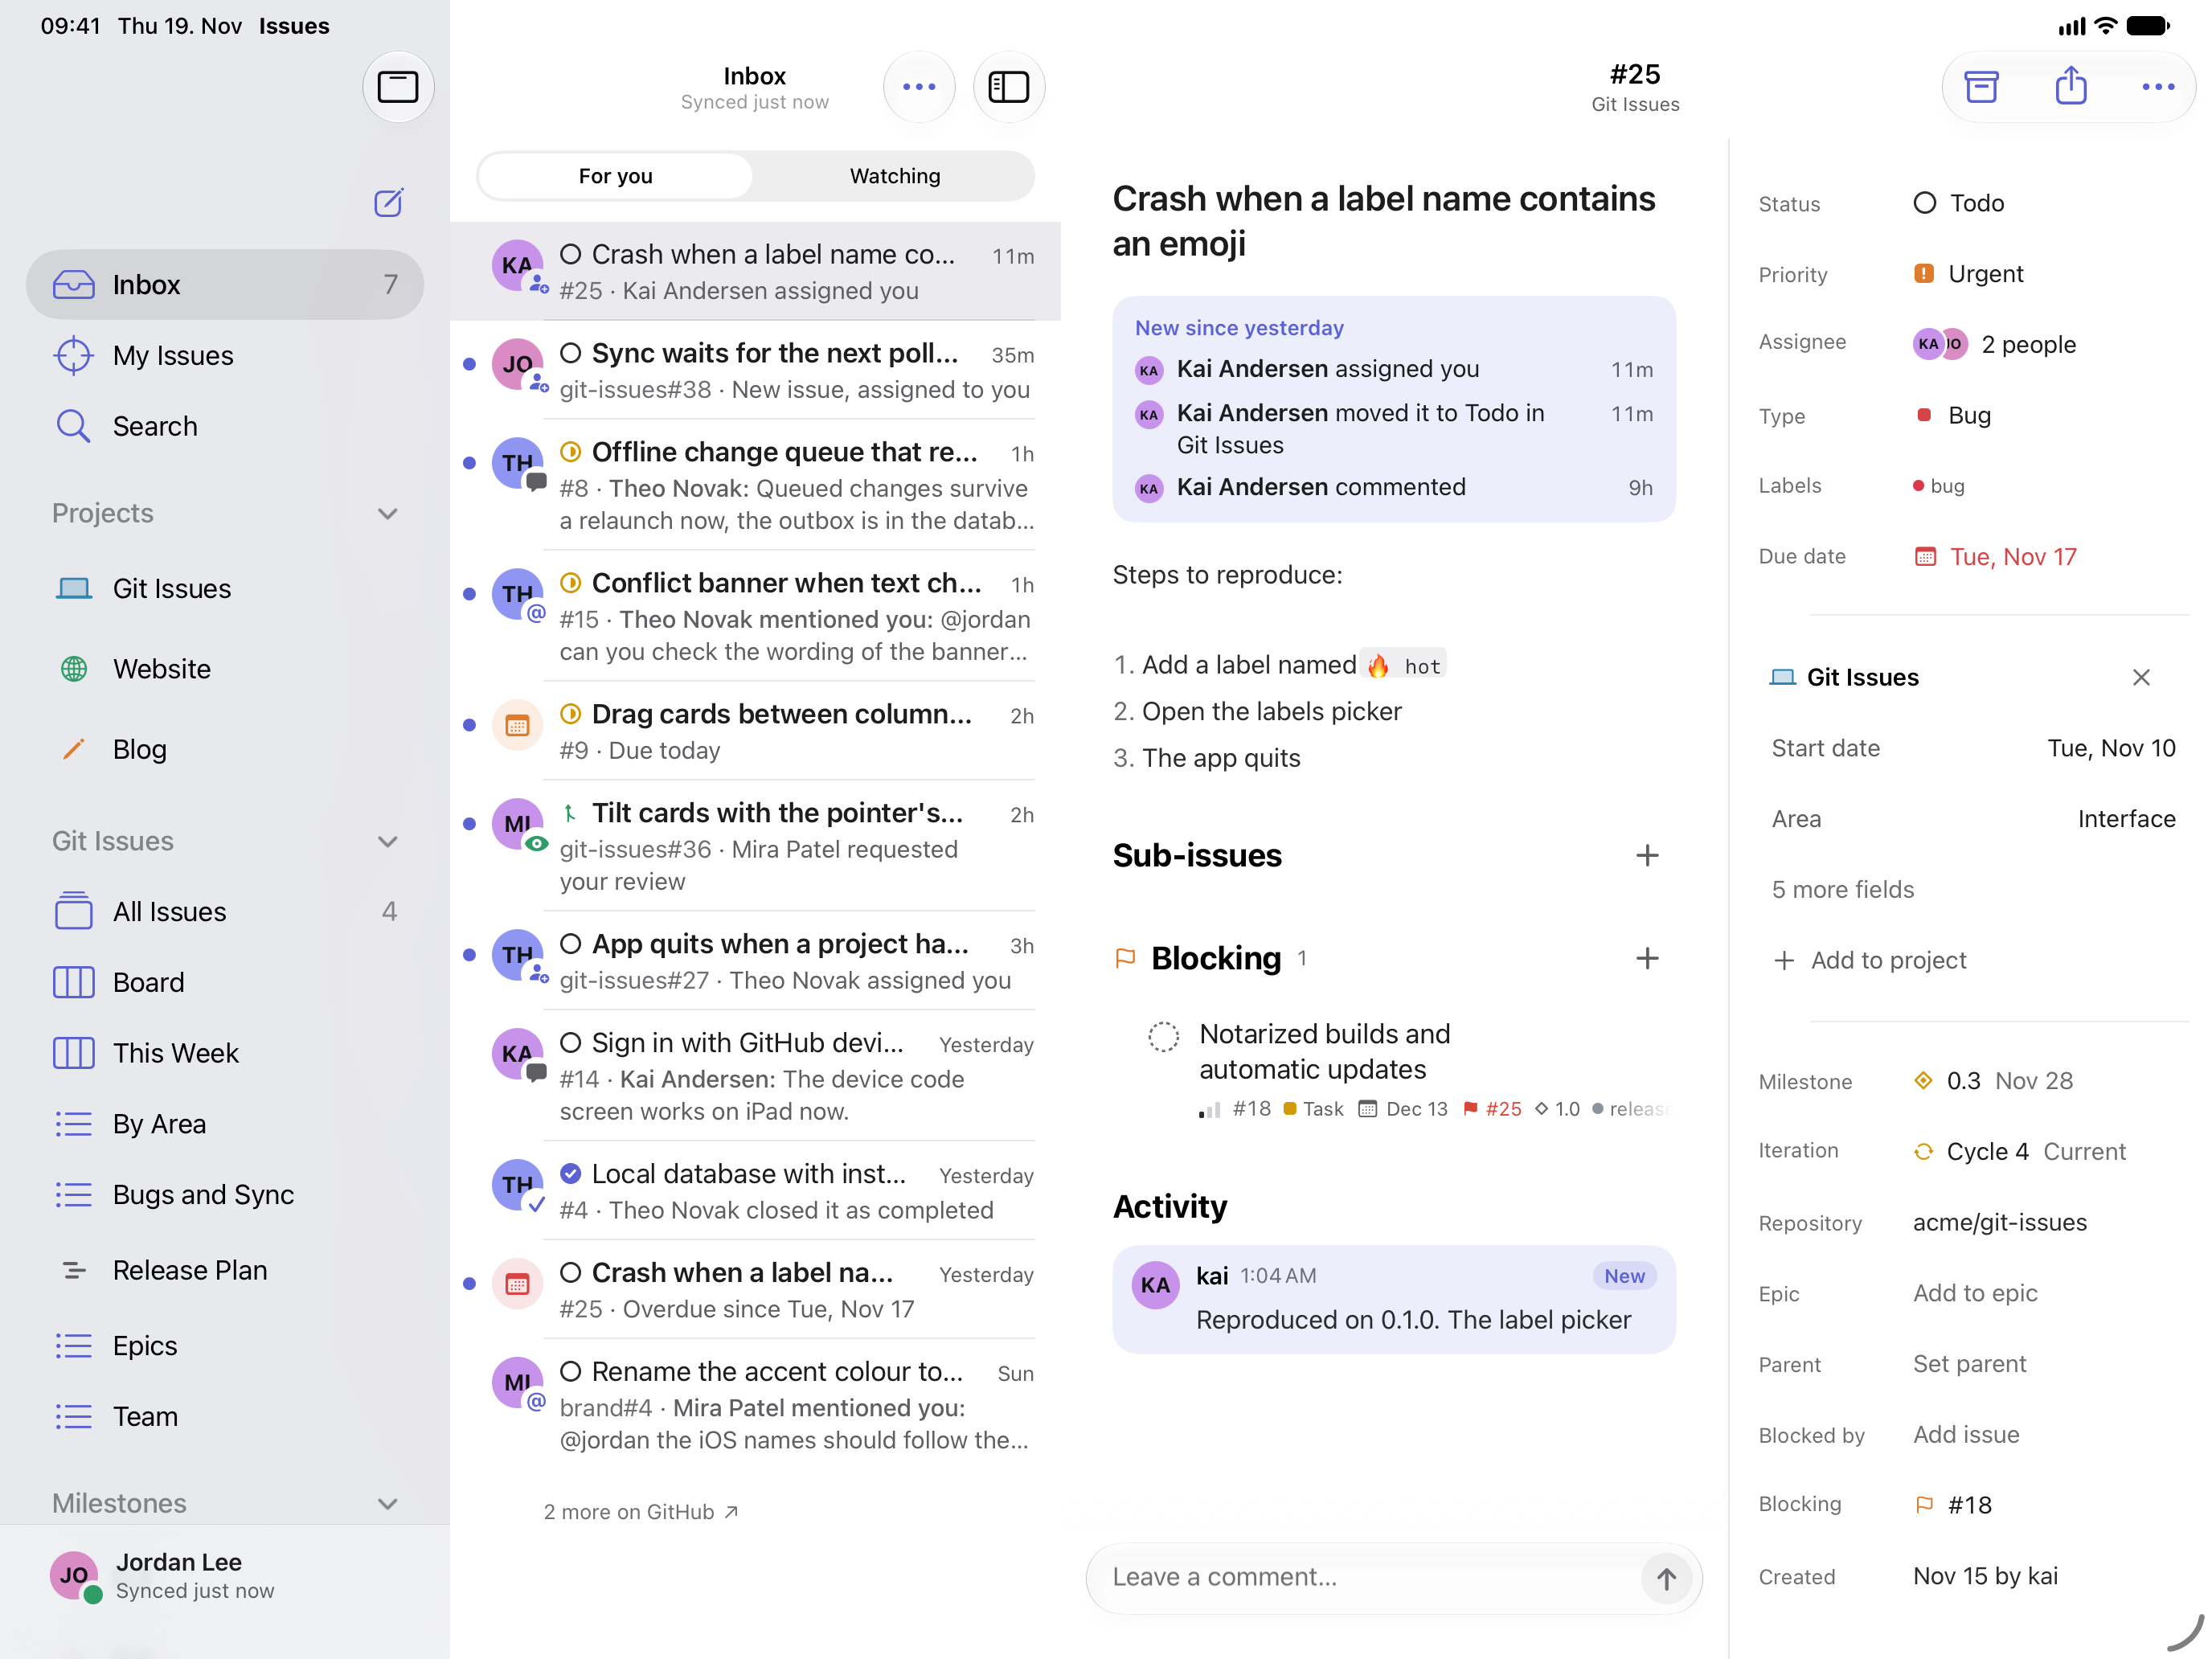 09:41 Thu 19. Nov Issues
Inbox 7
My Issues
Search
Projects
Git Issues
Website
Blog
Git Issues
All Issues 4
Board
This Week
By Area
Bugs and Sync
Release Plan
Epics
Team
Milestones
JO Jordan Lee
Synced just now
Inbox
Synced just now
For you Watching
KA Crash when a label name co... 11m
#25 · Kai Andersen assigned you
JO Sync waits for the next poll... 35m
git-issues#38 · New issue, assigned to you
TH Offline change queue that re... 1h
#8 · Theo Novak: Queued changes survive
a relaunch now, the outbox is in the datab...
TH Conflict banner when text ch... 1h
@ #15 · Theo Novak mentioned you: @jordan
can you check the wording of the banner...
Drag cards between column... 2h
#9 · Due today
MI Tilt cards with the pointer's... 2h
git-issues#36 · Mira Patel requested
your review
TH App quits when a project ha... 3h
git-issues#27 · Theo Novak assigned you
KA Sign in with GitHub devi... Yesterday
#14 · Kai Andersen: The device code
screen works on iPad now.
TH Local database with inst... Yesterday
#4 · Theo Novak closed it as completed
Crash when a label na... Yesterday
#25 · Overdue since Tue, Nov 17
MI Rename the accent colour to... Sun
@ brand#4 · Mira Patel mentioned you:
@jordan the iOS names should follow the...
2 more on GitHub ↗
#25
Git Issues
Crash when a label name contains
an emoji
New since yesterday
KA Kai Andersen assigned you 11m
KA Kai Andersen moved it to Todo in 11m
Git Issues
KA Kai Andersen commented 9h
Steps to reproduce:
1. Add a label named 🔥 hot
2. Open the labels picker
3. The app quits
Sub-issues
Blocking 1
Notarized builds and
automatic updates
#18 Task Dec 13 #25 1.0 release
Activity
KA kai 1:04 AM New
Reproduced on 0.1.0. The label picker
Leave a comment...
Status Todo
Priority Urgent
Assignee KA JO 2 people
Type Bug
Labels bug
Due date Tue, Nov 17
Git Issues
Start date Tue, Nov 10
Area Interface
5 more fields
Add to project
Milestone 0.3 Nov 28
Iteration Cycle 4 Current
Repository acme/git-issues
Epic Add to epic
Parent Set parent
Blocked by Add issue
Blocking #18
Created Nov 15 by kai